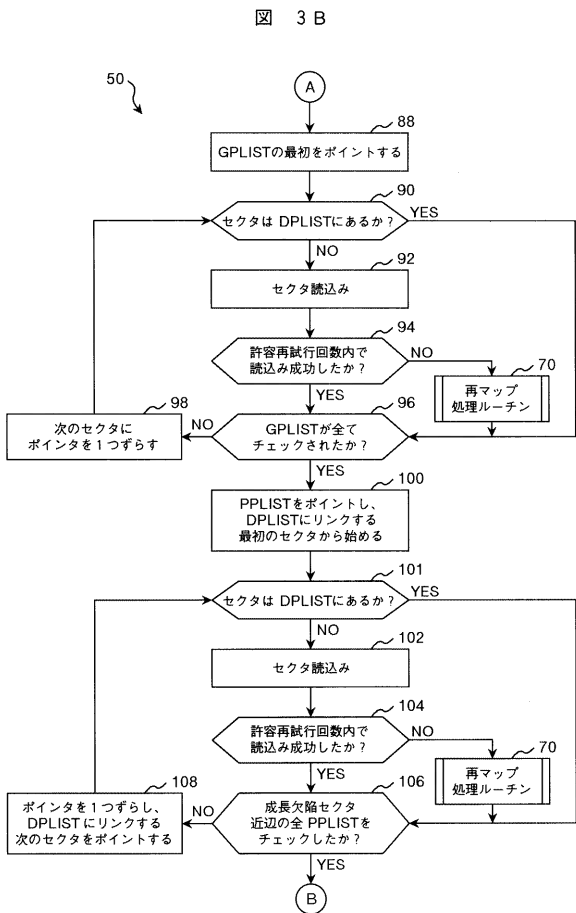 図 3B
50
A
88
GPLISTの最初をポイントする
90
セクタは DPLISTにあるか?
YES
NO
92
セクタ読込み
94
許容再試行回数内で
読込み成功したか?
NO
70
再マップ
処理ルーチン
YES
98
次のセクタに
ポインタを1つずらす
NO
96
GPLISTが全て
チェックされたか?
YES
100
PPLISTをポイントし、
DPLISTにリンクする
最初のセクタから始める
101
セクタは DPLISTにあるか?
YES
NO
102
セクタ読込み
104
許容再試行回数内で
読込み成功したか?
NO
70
再マップ
処理ルーチン
YES
108
ポインタを1つずらし、
DPLISTにリンクする
次のセクタをポイントする
NO
106
成長欠陥セクタ
近辺の全 PPLISTを
チェックしたか?
YES
B